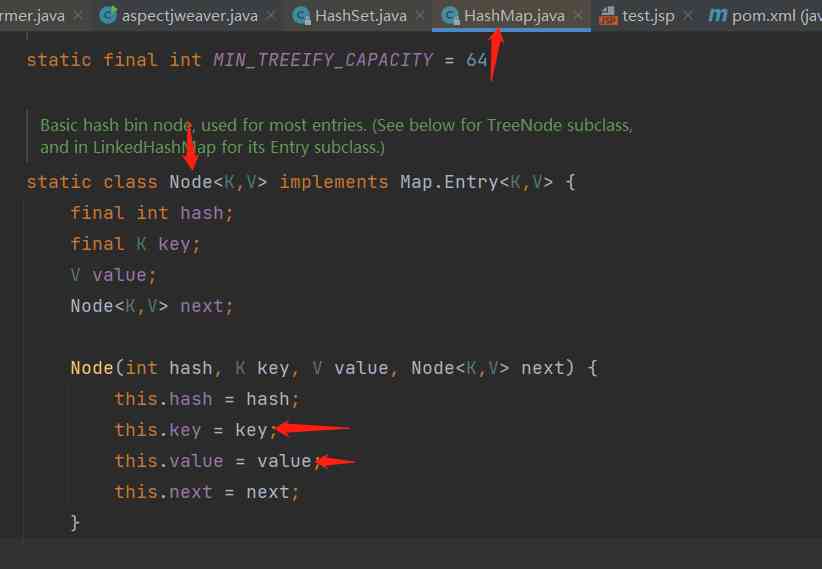 rmer.java × aspectjweaver.java × HashSet.java × HashMap.java × test.jsp × pom.xml (jav
static final int MIN_TREEIFY_CAPACITY = 64
Basic hash bin node, used for most entries. (See below for TreeNode subclass,
and in LinkedHashMap for its Entry subclass.)
static class Node<K,V> implements Map.Entry<K,V> {
final int hash;
final K key;
V value;
Node<K,V> next;
Node(int hash, K key, V value, Node<K,V> next) {
this.hash = hash;
this.key = key;
this.value = value;
this.next = next;
}